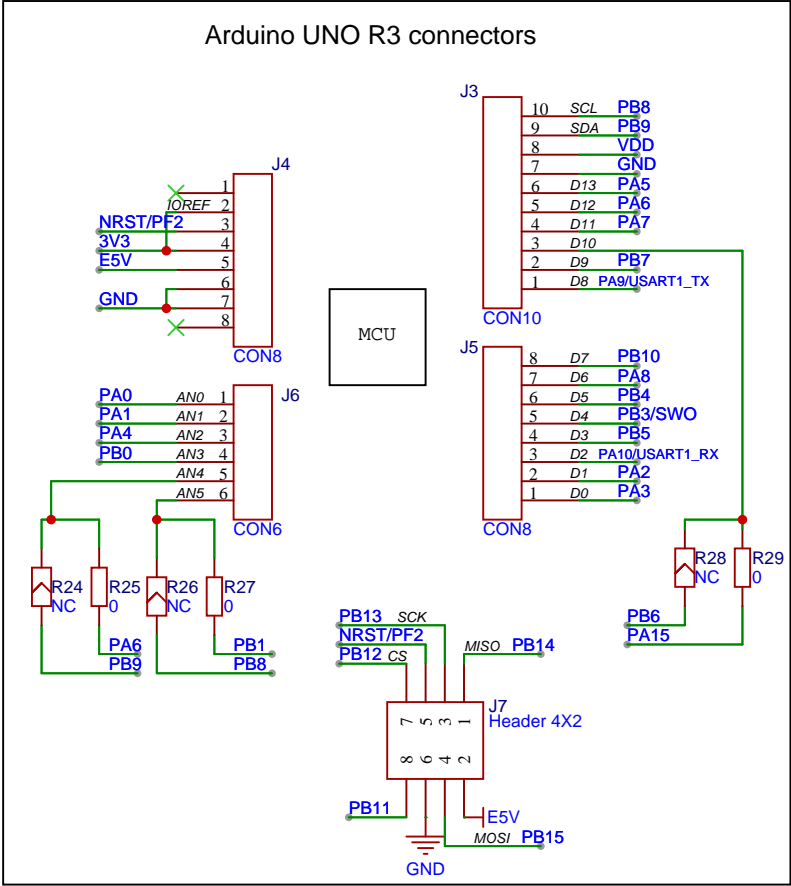 Arduino UNO R3 connectors
J3
10 SCL PB8
9 SDA PB9
8 VDD
7 GND
6 D13 PA5
5 D12 PA6
4 D11 PA7
3 D10
2 D9 PB7
1 D8 PA9/USART1_TX
CON10
J4
1
IOREF 2
NRST/PF2 3
3V3 4
E5V 5
6
GND 7
8
CON8
MCU
J5
8 D7 PB10
7 D6 PA8
6 D5 PB4
5 D4 PB3/SWO
4 D3 PB5
3 D2 PA10/USART1_RX
2 D1 PA2
1 D0 PA3
CON8
J6
PA0 AN0 1
PA1 AN1 2
PA4 AN2 3
PB0 AN3 4
AN4 5
AN5 6
CON6
R24
NC
R25
0
R26
NC
R27
0
PA6
PB9
PB1
PB8
R28
NC
R29
0
PB6
PA15
PB13 SCK
NRST/PF2
PB12 CS
MISO PB14
J7
Header 4X2
7 5 3 1
8 6 4 2
PB11
E5V
MOSI PB15
GND